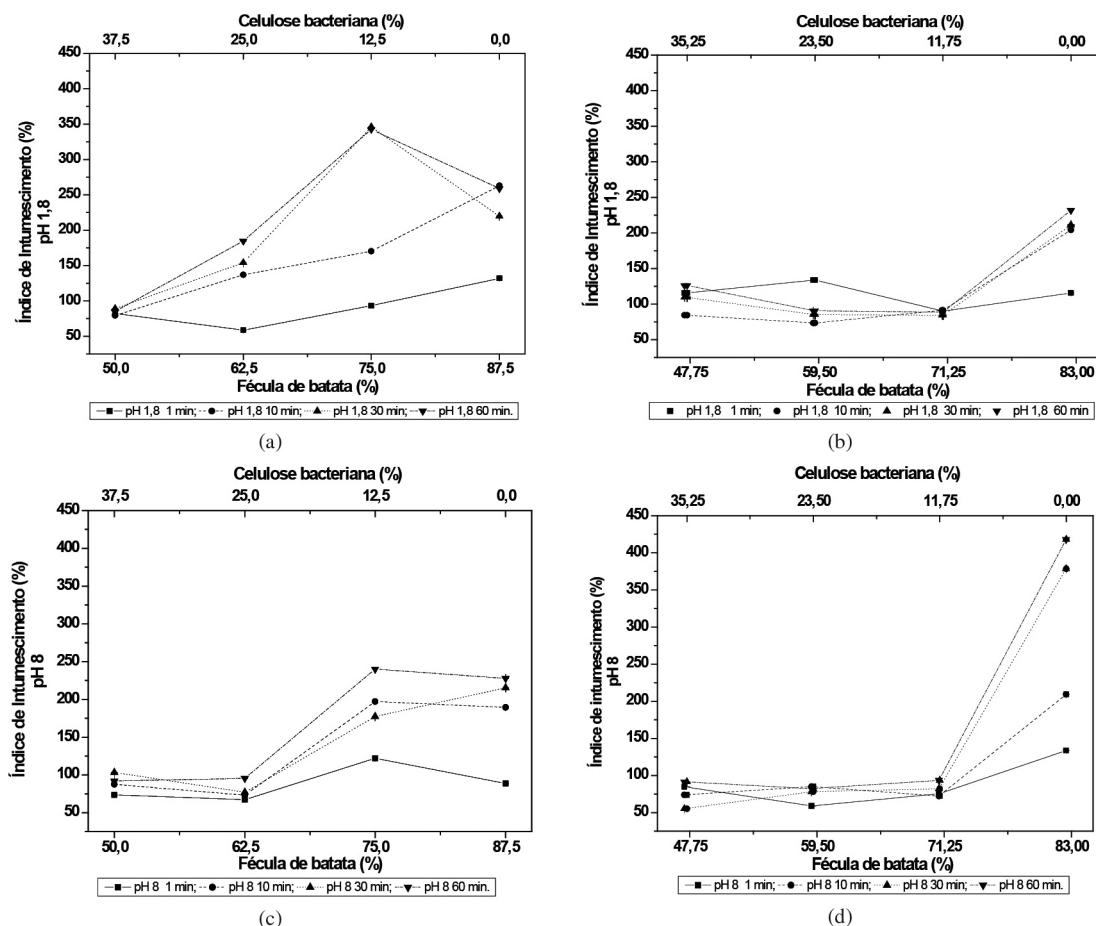 Celulose bacteriana (%)
37,5 25,0 12,5 0,0
450
400
350
300
250
200
150
100
50
Índice de Intumescimento (%)
pH 1,8
50,0 62,5 75,0 87,5
Fécula de batata (%)
pH 1,8 1 min; pH 1,8 10 min; pH 1,8 30 min; pH 1,8 60 min.
(a)
Celulose bacteriana (%)
35,25 23,50 11,75 0,00
450
400
350
300
250
200
150
100
50
Índice de Intumescimento (%)
pH 1,8
47,75 59,50 71,25 83,00
Fécula de batata (%)
pH 1,8 1 min; pH 1,8 10 min; pH 1,8 30 min; pH 1,8 60 min
(b)
Celulose bacteriana (%)
37,5 25,0 12,5 0,0
450
400
350
300
250
200
150
100
50
Índice de Intumescimento (%)
pH 8
50,0 62,5 75,0 87,5
Fécula de batata (%)
pH 8 1 min; pH 8 10 min; pH 8 30 min; pH 8 60 min.
(c)
Celulose bacteriana (%)
35,25 23,50 11,75 0,00
450
400
350
300
250
200
150
100
50
Índice de intumescimento (%)
pH 8
47,75 59,50 71,25 83,00
Fécula de batata (%)
pH 8 1 min; pH 8 10 min; pH 8 30 min; pH 8 60 min.
(d)